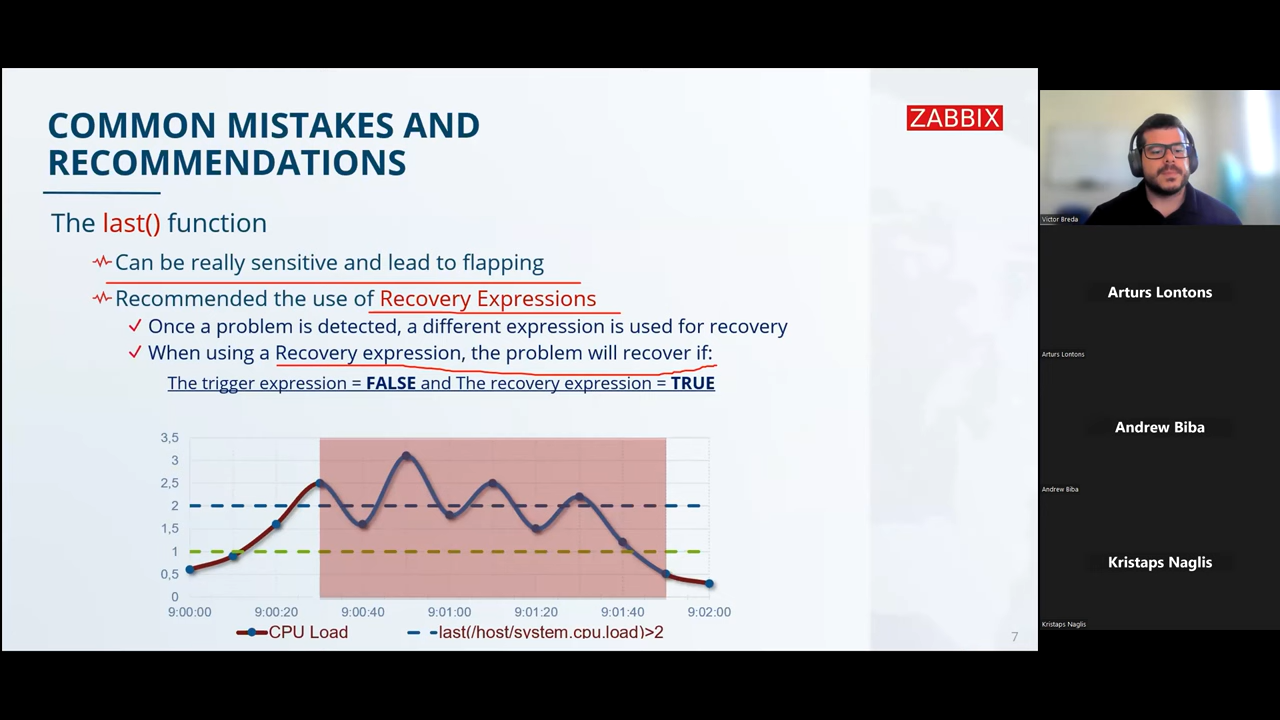 COMMON MISTAKES AND
RECOMMENDATIONS
ZABBIX
The last() function
Can be really sensitive and lead to flapping
Recommended the use of Recovery Expressions
Once a problem is detected, a different expression is used for recovery
When using a Recovery expression, the problem will recover if:
The trigger expression = FALSE and The recovery expression = TRUE
3,5
3
2,5
2
1,5
1
0,5
0
9:00:00 9:00:20 9:00:40 9:01:00 9:01:20 9:01:40 9:02:00
CPU Load last(/host/system.cpu.load)>2
7
Victor Breda
Arturs Lontons
Arturs Lontons
Andrew Biba
Andrew Biba
Kristaps Naglis
Kristaps Naglis